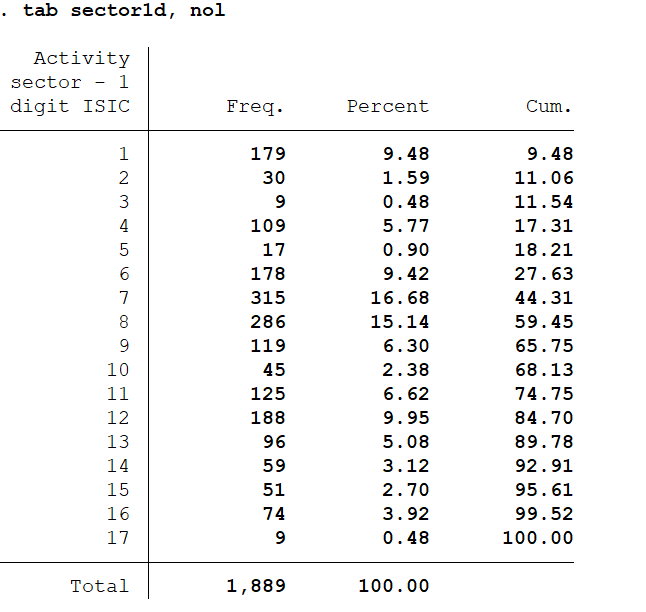 . tab sector1d, nol
Activity
sector - 1
digit ISIC Freq. Percent Cum.
1 179 9.48 9.48
2 30 1.59 11.06
3 9 0.48 11.54
4 109 5.77 17.31
5 17 0.90 18.21
6 178 9.42 27.63
7 315 16.68 44.31
8 286 15.14 59.45
9 119 6.30 65.75
10 45 2.38 68.13
11 125 6.62 74.75
12 188 9.95 84.70
13 96 5.08 89.78
14 59 3.12 92.91
15 51 2.70 95.61
16 74 3.92 99.52
17 9 0.48 100.00
Total 1,889 100.00